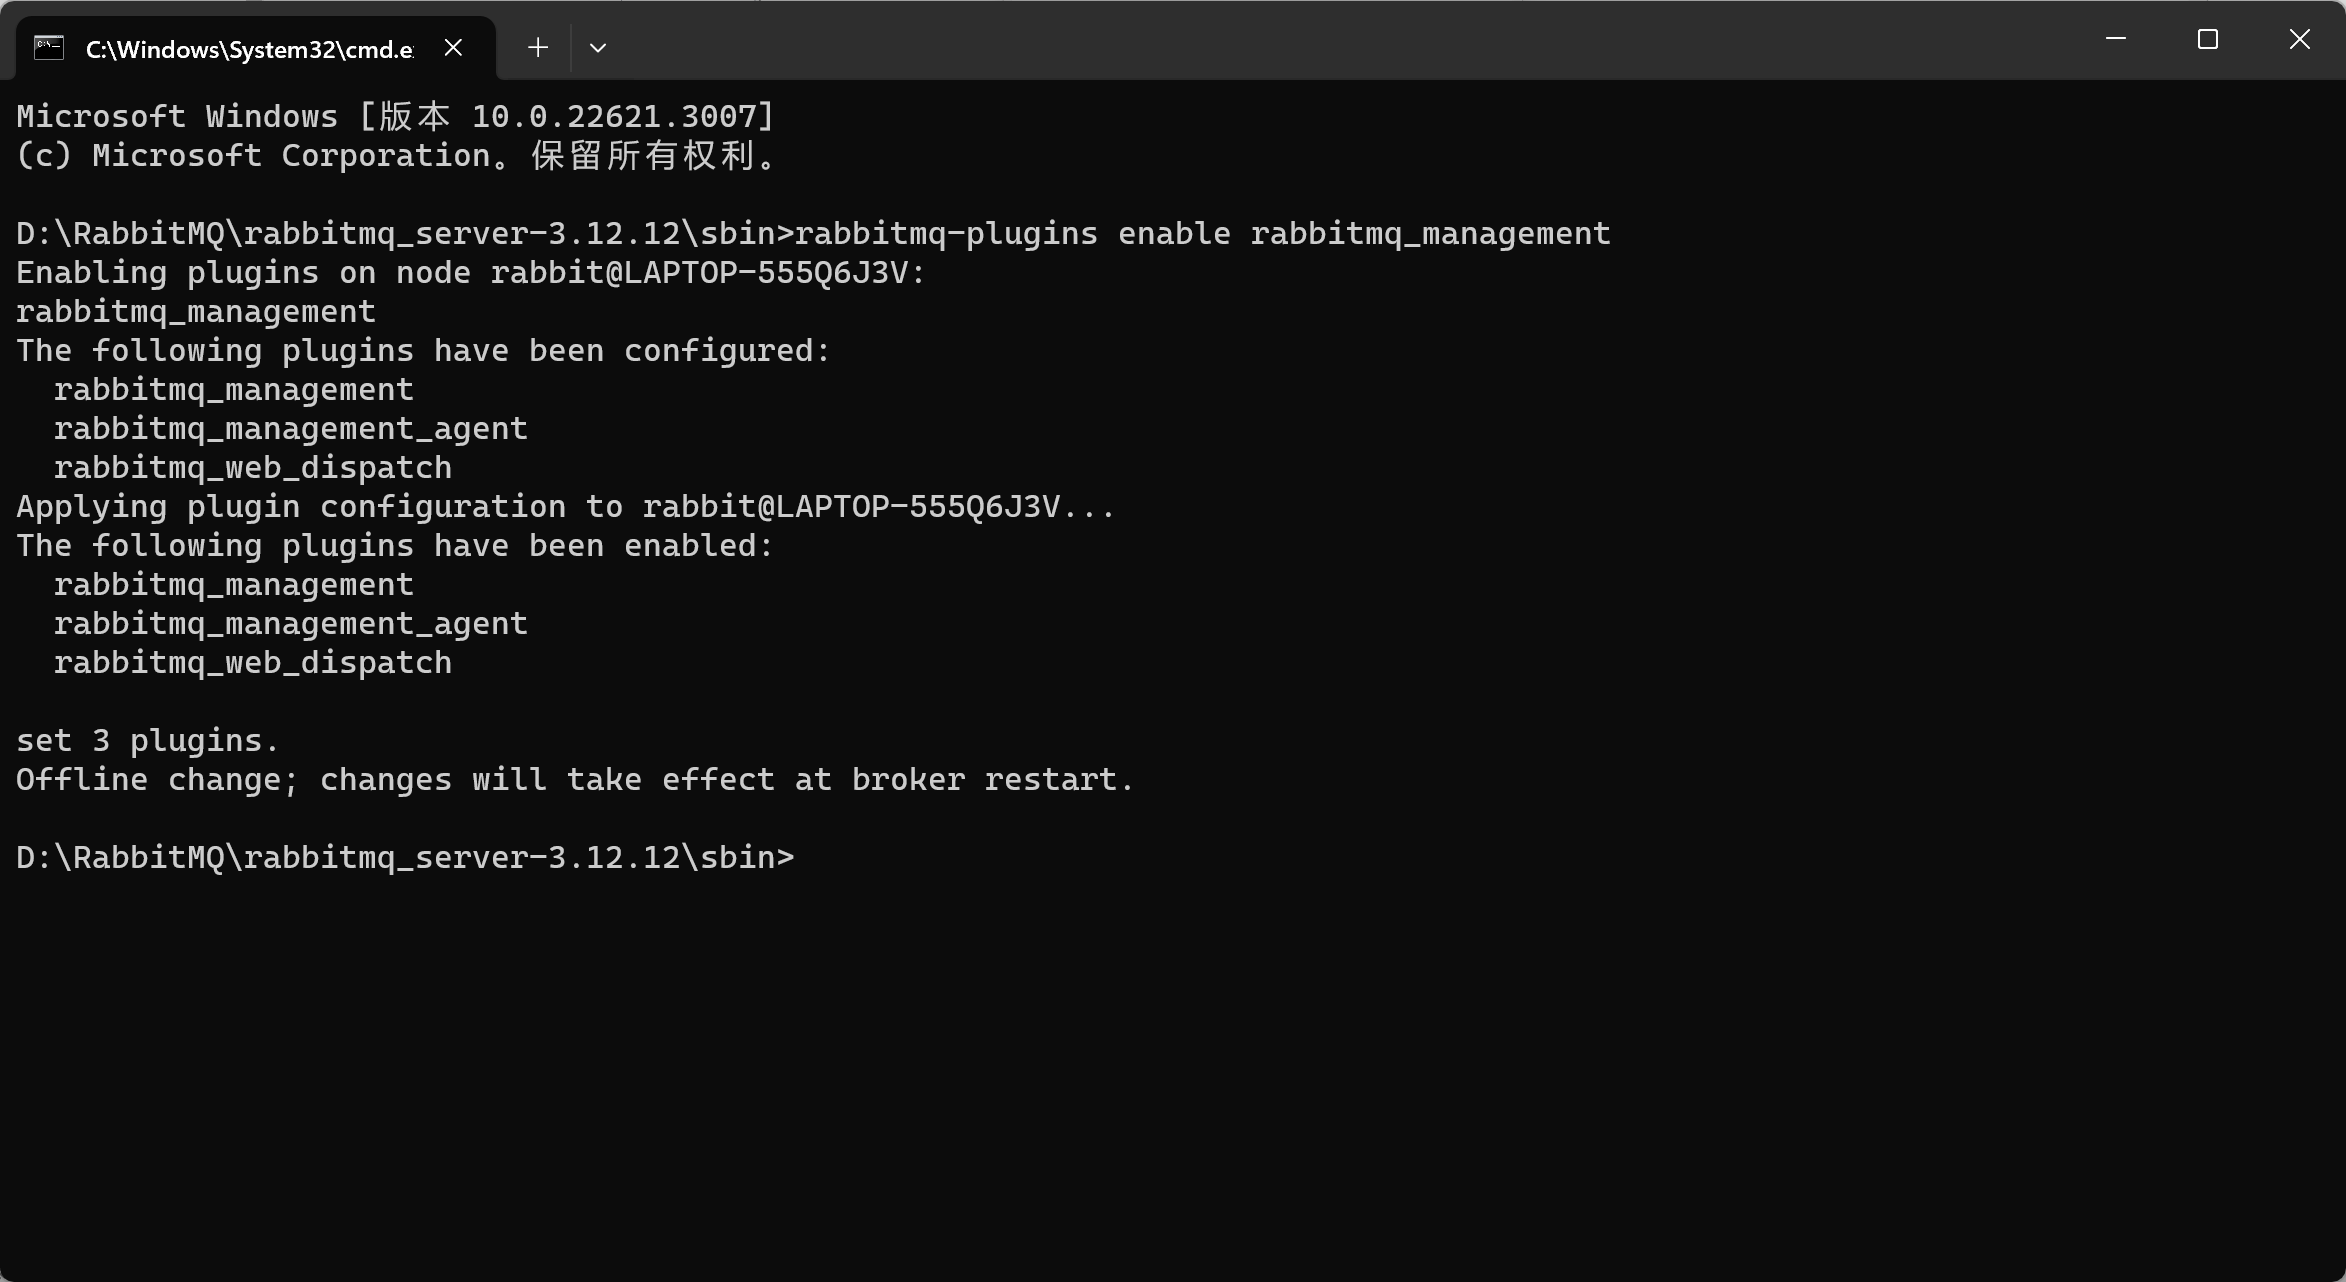 C:\Windows\System32\cmd.e
Microsoft Windows [版本 10.0.22621.3007]
(c) Microsoft Corporation。保留所有权利。
D:\RabbitMQ\rabbitmq_server-3.12.12\sbin>rabbitmq-plugins enable rabbitmq_management
Enabling plugins on node rabbit@LAPTOP-555Q6J3V:
rabbitmq_management
The following plugins have been configured:
  rabbitmq_management
  rabbitmq_management_agent
  rabbitmq_web_dispatch
Applying plugin configuration to rabbit@LAPTOP-555Q6J3V...
The following plugins have been enabled:
  rabbitmq_management
  rabbitmq_management_agent
  rabbitmq_web_dispatch
set 3 plugins.
Offline change; changes will take effect at broker restart.
D:\RabbitMQ\rabbitmq_server-3.12.12\sbin>